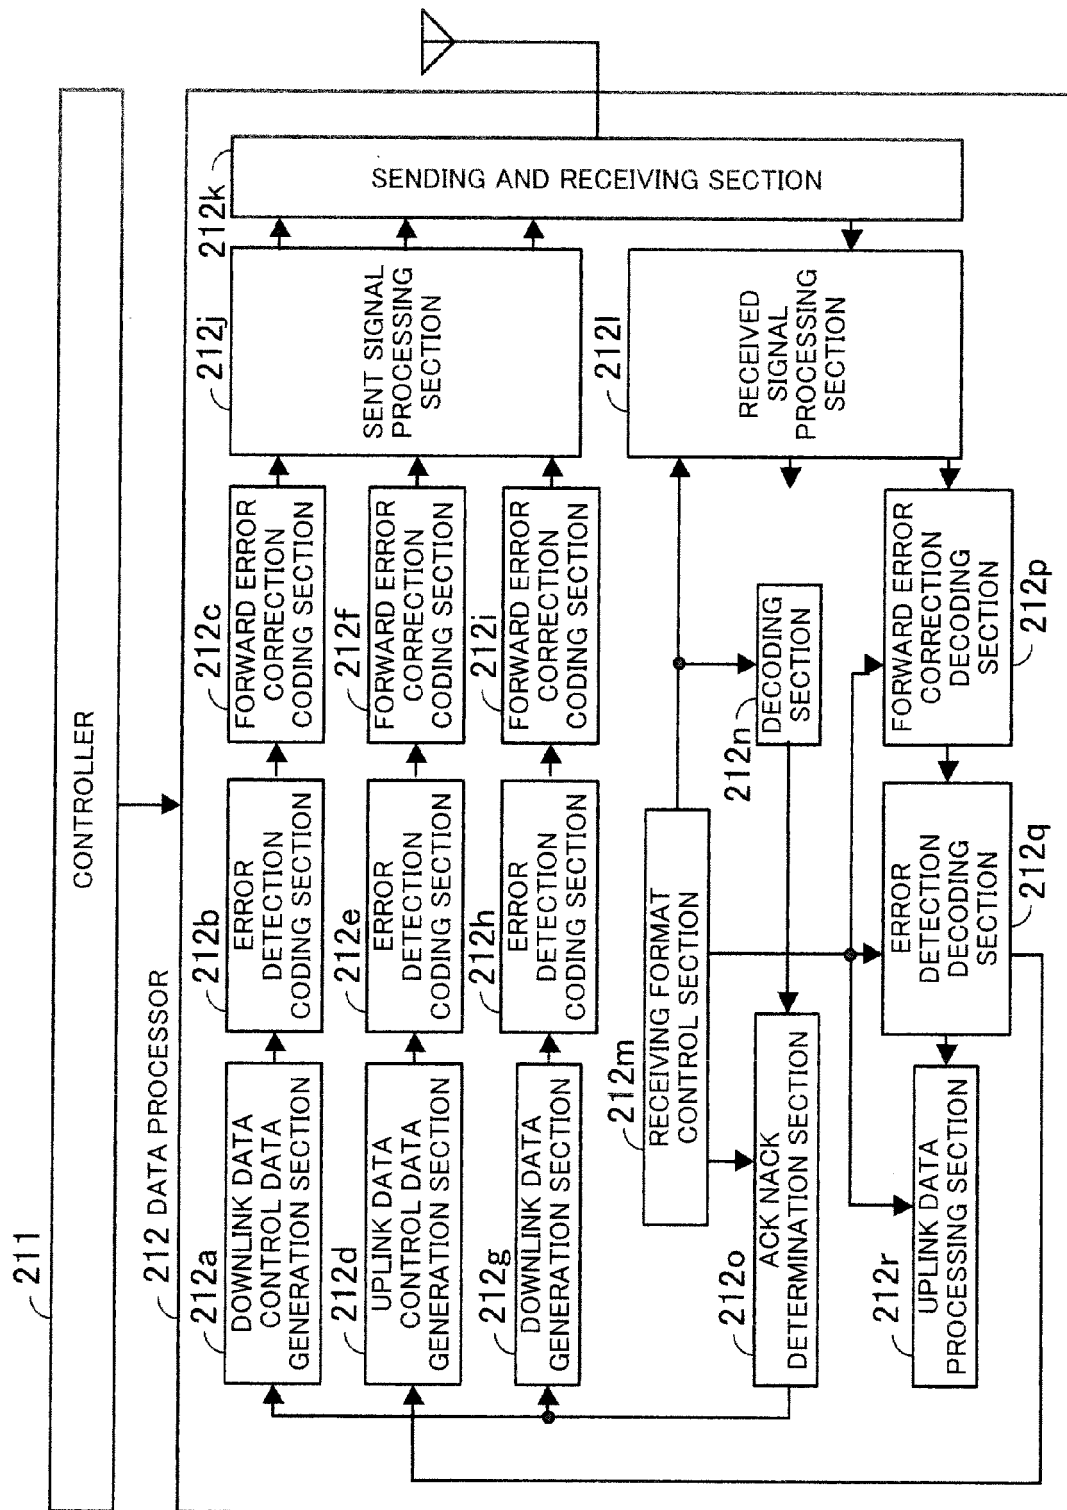 211
CONTROLLER
212 DATA PROCESSOR
212a
DOWNLINK DATA
CONTROL DATA
GENERATION SECTION
212b
ERROR
DETECTION
CODING SECTION
212c
FORWARD ERROR
CORRECTION
CODING SECTION
212d
UPLINK DATA
CONTROL DATA
GENERATION SECTION
212e
ERROR
DETECTION
CODING SECTION
212f
FORWARD ERROR
CORRECTION
CODING SECTION
212g
DOWNLINK DATA
GENERATION SECTION
212h
ERROR
DETECTION
CODING SECTION
212i
FORWARD ERROR
CORRECTION
CODING SECTION
212j
SENT SIGNAL
PROCESSING
SECTION
212k
SENDING AND RECEIVING SECTION
212l
RECEIVED
SIGNAL
PROCESSING
SECTION
212m
RECEIVING FORMAT
CONTROL SECTION
212n
DECODING
SECTION
212o
ACK NACK
DETERMINATION SECTION
FORWARD ERROR
CORRECTION
DECODING
SECTION
212p
ERROR
DETECTION
DECODING
SECTION
212q
212r
UPLINK DATA
PROCESSING SECTION